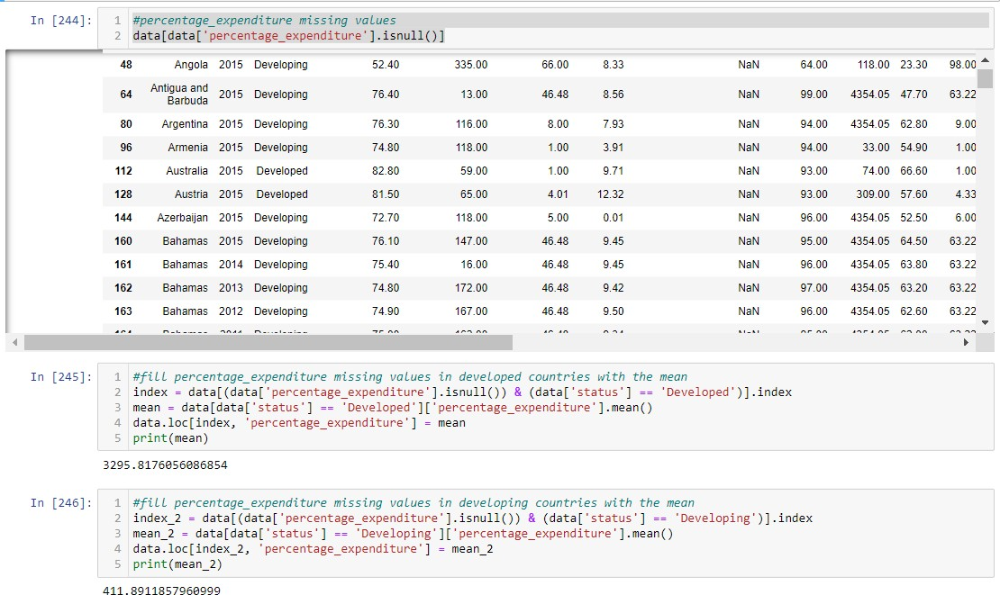 In [244]:
1 #percentage_expenditure missing values
2 data[data['percentage_expenditure'].isnull()]
48 Angola 2015 Developing 52.40 335.00 66.00 8.33 NaN 64.00 118.00 23.30 98.00
64 Antigua and Barbuda 2015 Developing 76.40 13.00 46.48 8.56 NaN 99.00 4354.05 47.70 63.22
80 Argentina 2015 Developing 76.30 116.00 8.00 7.93 NaN 94.00 4354.05 62.80 9.00
96 Armenia 2015 Developing 74.80 118.00 1.00 3.91 NaN 94.00 33.00 54.90 1.00
112 Australia 2015 Developed 82.80 59.00 1.00 9.71 NaN 93.00 74.00 66.60 1.00
128 Austria 2015 Developed 81.50 65.00 4.01 12.32 NaN 93.00 309.00 57.60 4.33
144 Azerbaijan 2015 Developing 72.70 118.00 5.00 0.01 NaN 96.00 4354.05 52.50 6.00
160 Bahamas 2015 Developing 76.10 147.00 46.48 9.45 NaN 95.00 4354.05 64.50 63.22
161 Bahamas 2014 Developing 75.40 16.00 46.48 9.45 NaN 96.00 4354.05 63.80 63.22
162 Bahamas 2013 Developing 74.80 172.00 46.48 9.42 NaN 97.00 4354.05 63.20 63.22
163 Bahamas 2012 Developing 74.90 167.00 46.48 9.50 NaN 96.00 4354.05 62.60 63.22
In [245]:
1 #fill percentage_expenditure missing values in developed countries with the mean
2 index = data[(data['percentage_expenditure'].isnull()) & (data['status'] == 'Developed')].index
3 mean = data[data['status'] == 'Developed']['percentage_expenditure'].mean()
4 data.loc[index, 'percentage_expenditure'] = mean
5 print(mean)
3295.8176056086854
In [246]:
1 #fill percentage_expenditure missing values in developing countries with the mean
2 index_2 = data[(data['percentage_expenditure'].isnull()) & (data['status'] == 'Developing')].index
3 mean_2 = data[data['status'] == 'Developing']['percentage_expenditure'].mean()
4 data.loc[index_2, 'percentage_expenditure'] = mean_2
5 print(mean_2)
411.8911857960999